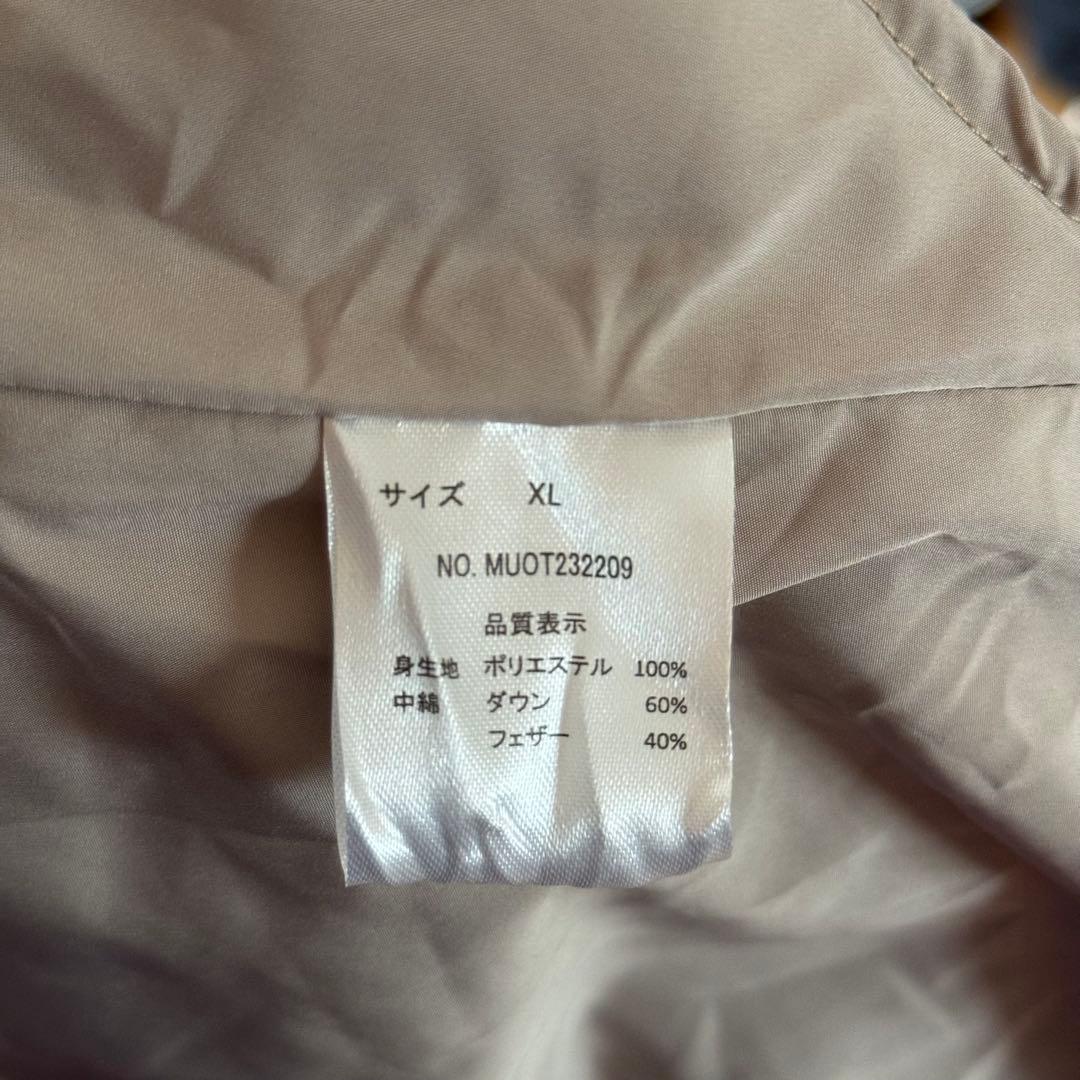 サイズ XL
NO. MUOT232209
品質表示
身生地 ポリエステル 100%
中綿 ダウン 60%
フェザー 40%